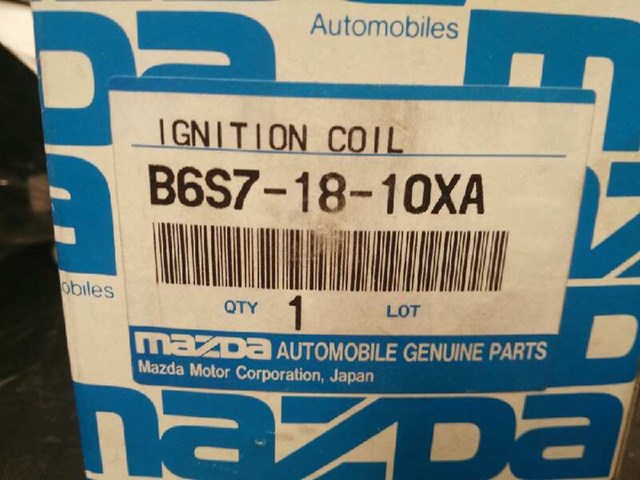 Automobiles
mazda
IGNITION COIL
B6S7-18-10XA
obiles
QTY 1 LOT
mazda AUTOMOBILE GENUINE PARTS
Mazda Motor Corporation, Japan
mazda